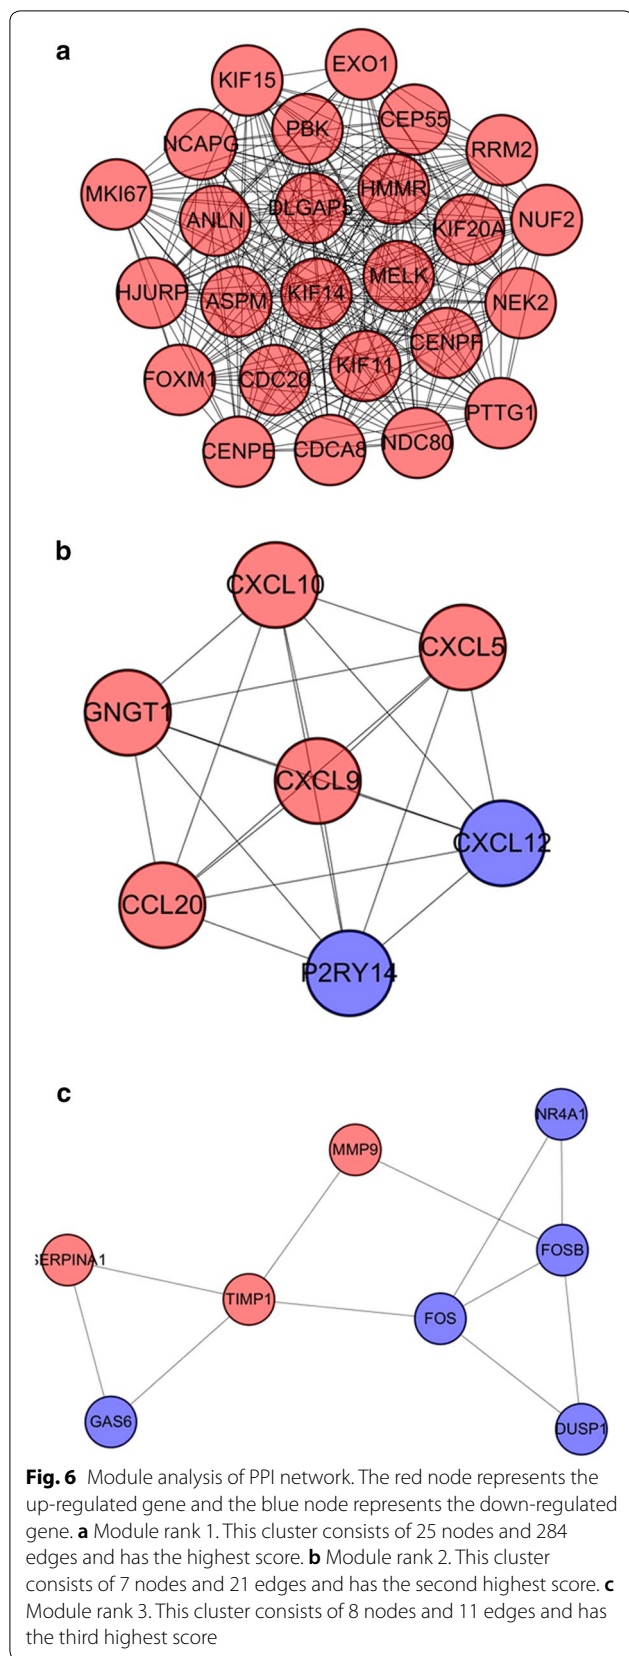 a
EXO1
KIF15
CEP55
PBK
NCAPG
RRM2
HMMR
MKI67
DLGAP5
ANLN
NUF2
KIF20A
MELK
HJURP
KIF14
ASPM
NEK2
CENPF
KIF11
FOXM1
CDC20
PTTG1
NDC80
CENPE
CDCA8
b
CXCL10
CXCL5
GNGT1
CXCL9
CXCL12
CCL20
P2RY14
c
NR4A1
MMP9
FOSB
SERPINA1
TIMP1
FOS
GAS6
DUSP1
Fig. 6 Module analysis of PPI network. The red node represents the
up-regulated gene and the blue node represents the down-regulated
gene. a Module rank 1. This cluster consists of 25 nodes and 284
edges and has the highest score. b Module rank 2. This cluster
consists of 7 nodes and 21 edges and has the second highest score. c
Module rank 3. This cluster consists of 8 nodes and 11 edges and has
the third highest score